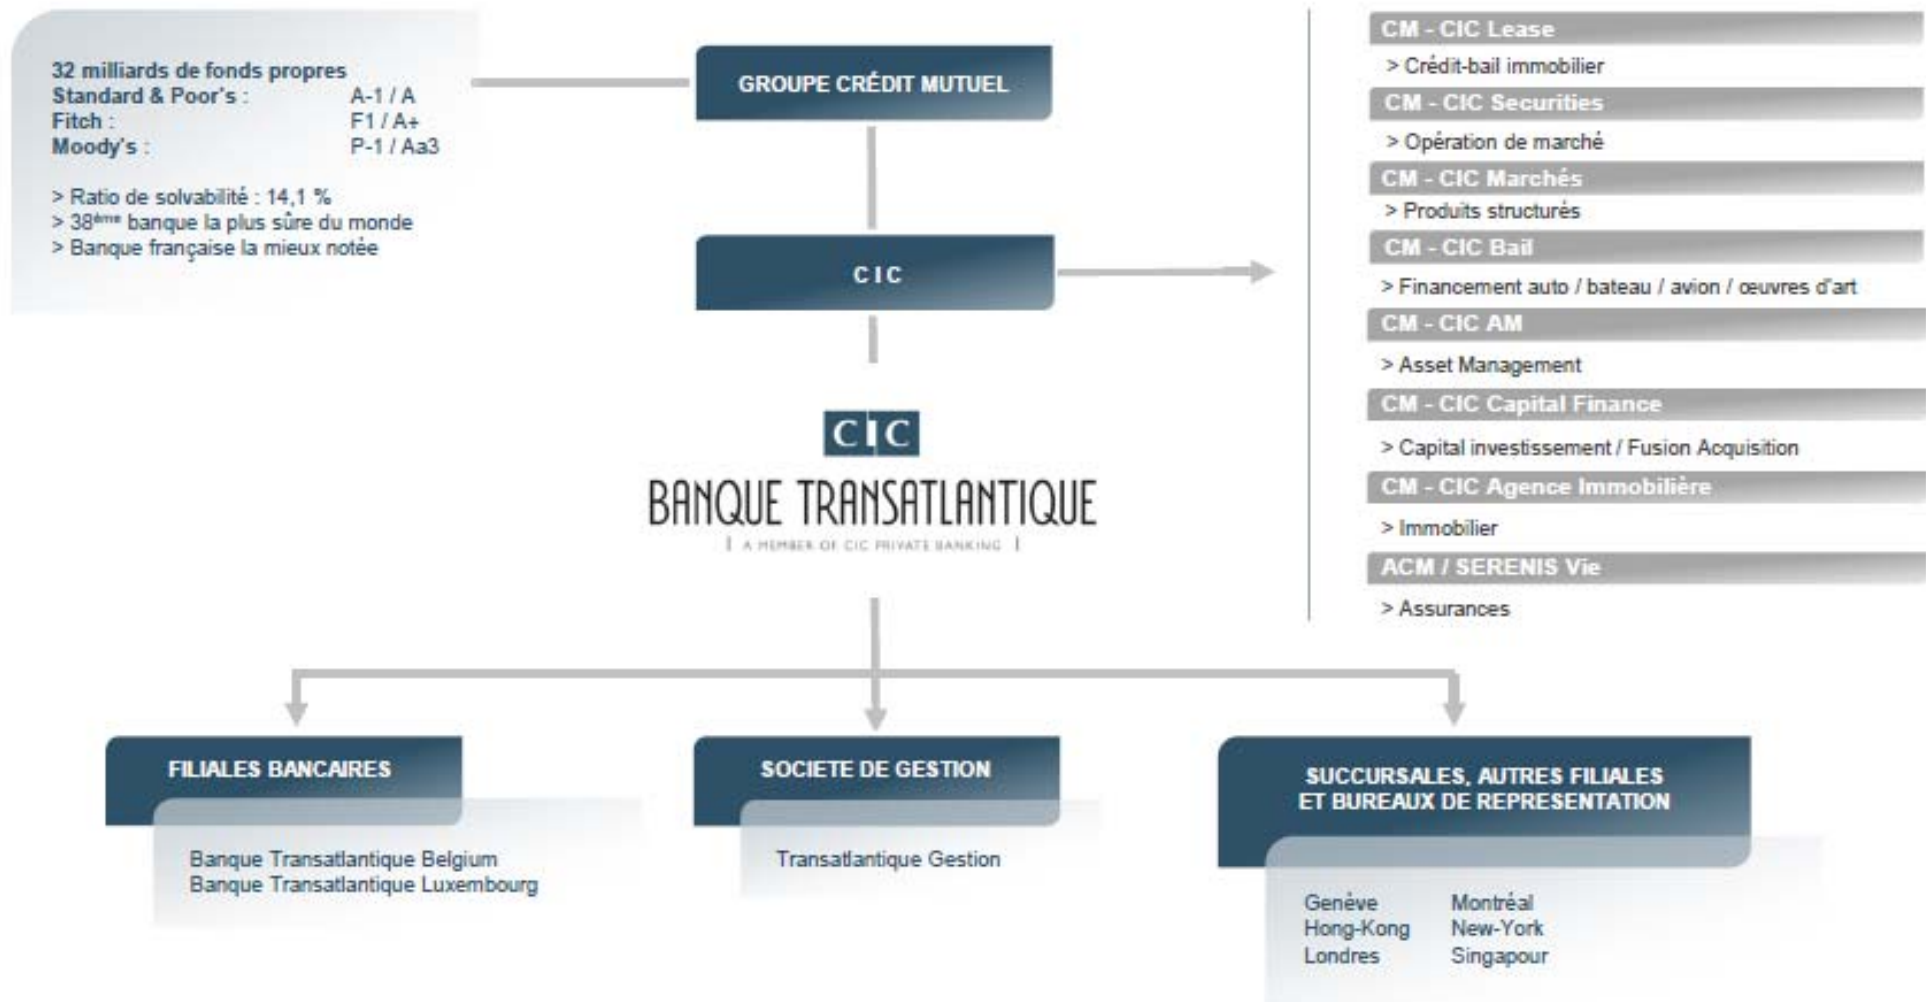 32 milliards de fonds propres
Standard & Poor's : A-1 / A
Fitch : F1 / A+
Moody's : P-1 / Aa3
> Ratio de solvabilité : 14,1 %
> 38ème banque la plus sûre du monde
> Banque française la mieux notée
GROUPE CRÉDIT MUTUEL
CIC
CIC
BANQUE TRANSATLANTIQUE
A MEMBER OF CIC PRIVATE BANKING
CM - CIC Lease
> Crédit-bail immobilier
CM - CIC Securities
> Opération de marché
CM - CIC Marchés
> Produits structurés
CM - CIC Bail
> Financement auto / bateau / avion / œuvres d'art
CM - CIC AM
> Asset Management
CM - CIC Capital Finance
> Capital investissement / Fusion Acquisition
CM - CIC Agence Immobilière
> Immobilier
ACM / SERENIS Vie
> Assurances
FILIALES BANCAIRES
Banque Transatlantique Belgium
Banque Transatlantique Luxembourg
SOCIETE DE GESTION
Transatlantique Gestion
SUCCURSALES, AUTRES FILIALES
ET BUREAUX DE REPRESENTATION
Genève Montréal
Hong-Kong New-York
Londres Singapour